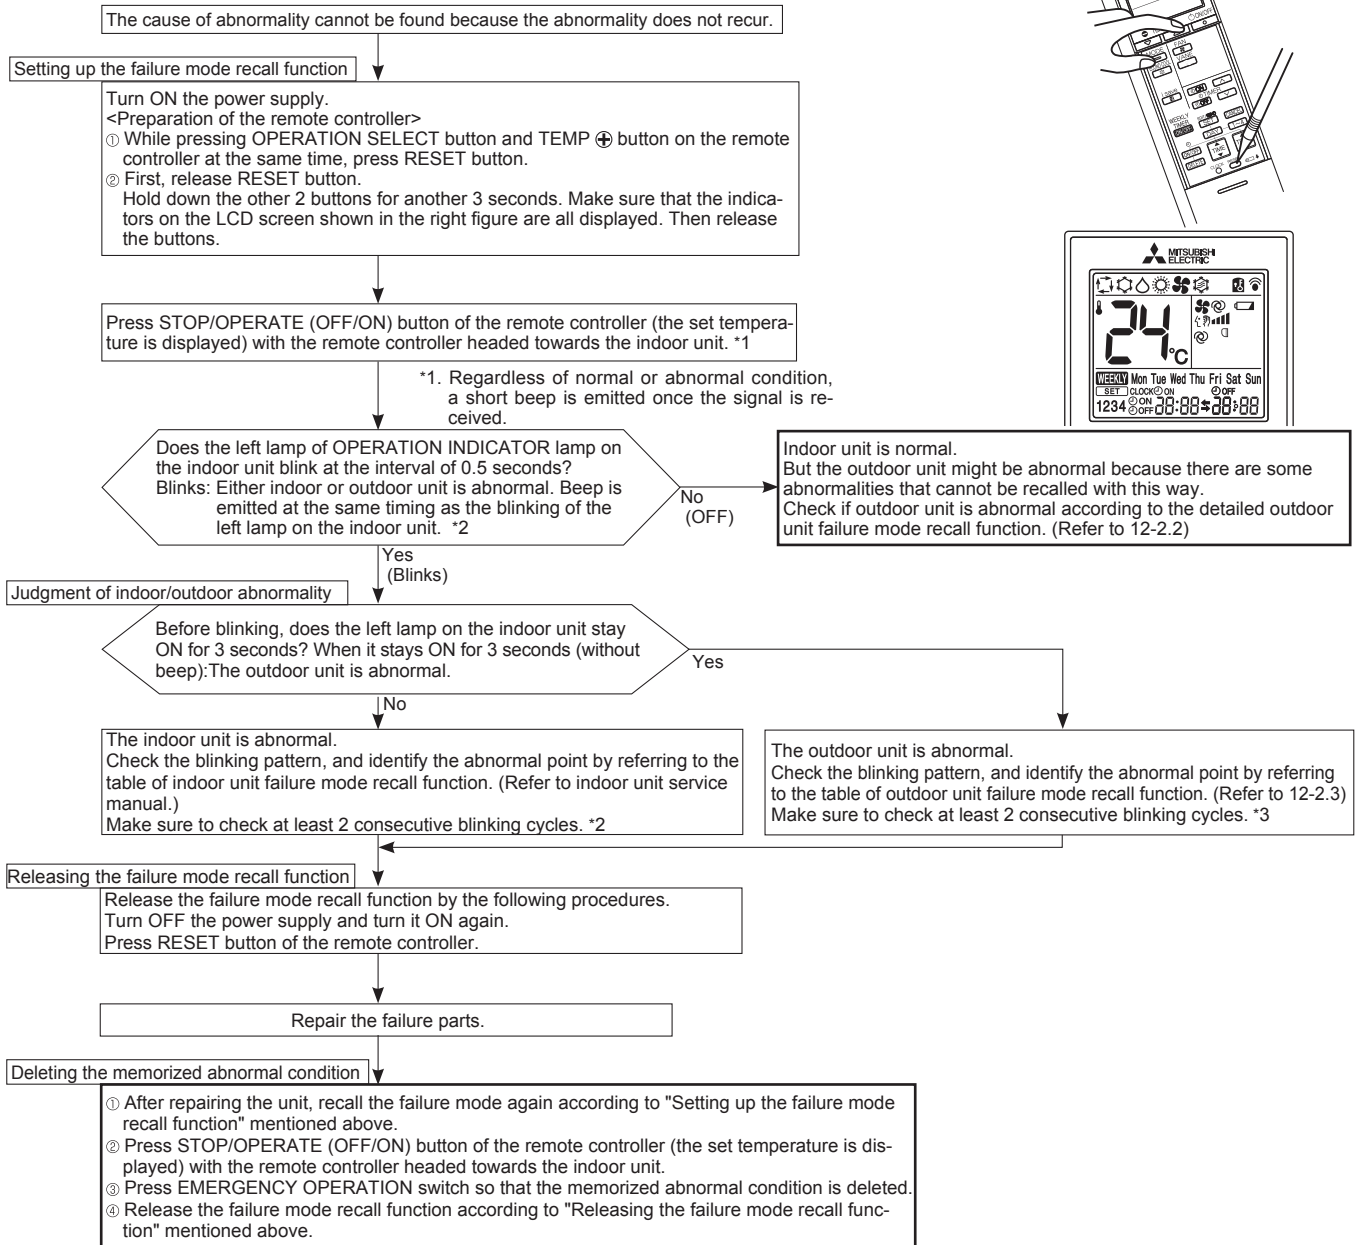 The cause of abnormality cannot be found because the abnormality does not recur.
Setting up the failure mode recall function
Turn ON the power supply.
<Preparation of the remote controller>
① While pressing OPERATION SELECT button and TEMP ⊕ button on the remote
controller at the same time, press RESET button.
② First, release RESET button.
Hold down the other 2 buttons for another 3 seconds. Make sure that the indica-
tors on the LCD screen shown in the right figure are all displayed. Then release
the buttons.
ON/OFF
FAN
VANE
TIMER
WEEKLY
TIMER
TIME
CLOCK
MITSUBISHI
ELECTRIC
24°C
WEEKLY Mon Tue Wed Thu Fri Sat Sun
SET CLOCK ON OFF
1234 ON OFF 88:88 88:88
Press STOP/OPERATE (OFF/ON) button of the remote controller (the set tempera-
ture is displayed) with the remote controller headed towards the indoor unit. *1
*1. Regardless of normal or abnormal condition,
a short beep is emitted once the signal is re-
ceived.
Does the left lamp of OPERATION INDICATOR lamp on
the indoor unit blink at the interval of 0.5 seconds?
Blinks: Either indoor or outdoor unit is abnormal. Beep is
emitted at the same timing as the blinking of the
left lamp on the indoor unit. *2
No
(OFF)
Indoor unit is normal.
But the outdoor unit might be abnormal because there are some
abnormalities that cannot be recalled with this way.
Check if outdoor unit is abnormal according to the detailed outdoor
unit failure mode recall function. (Refer to 12-2.2)
Yes
(Blinks)
Judgment of indoor/outdoor abnormality
Before blinking, does the left lamp on the indoor unit stay
ON for 3 seconds? When it stays ON for 3 seconds (without
beep):The outdoor unit is abnormal.
Yes
No
The indoor unit is abnormal.
Check the blinking pattern, and identify the abnormal point by referring to the
table of indoor unit failure mode recall function. (Refer to indoor unit service
manual.)
Make sure to check at least 2 consecutive blinking cycles. *2
The outdoor unit is abnormal.
Check the blinking pattern, and identify the abnormal point by referring
to the table of outdoor unit failure mode recall function. (Refer to 12-2.3)
Make sure to check at least 2 consecutive blinking cycles. *3
Releasing the failure mode recall function
Release the failure mode recall function by the following procedures.
Turn OFF the power supply and turn it ON again.
Press RESET button of the remote controller.
Repair the failure parts.
Deleting the memorized abnormal condition
① After repairing the unit, recall the failure mode again according to "Setting up the failure mode
recall function" mentioned above.
② Press STOP/OPERATE (OFF/ON) button of the remote controller (the set temperature is dis-
played) with the remote controller headed towards the indoor unit.
③ Press EMERGENCY OPERATION switch so that the memorized abnormal condition is deleted.
④ Release the failure mode recall function according to "Releasing the failure mode recall func-
tion" mentioned above.